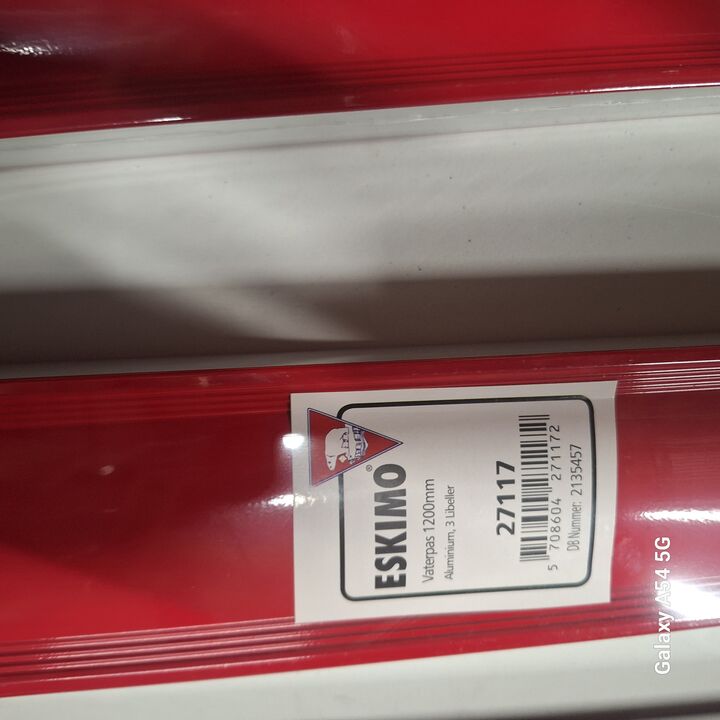 ESKIMO®
Vaterpas 1200mm
Aluminium, 3 Libeller
27117
5 708604 271172
DB Nummer: 2135457
Galaxy A54 5G